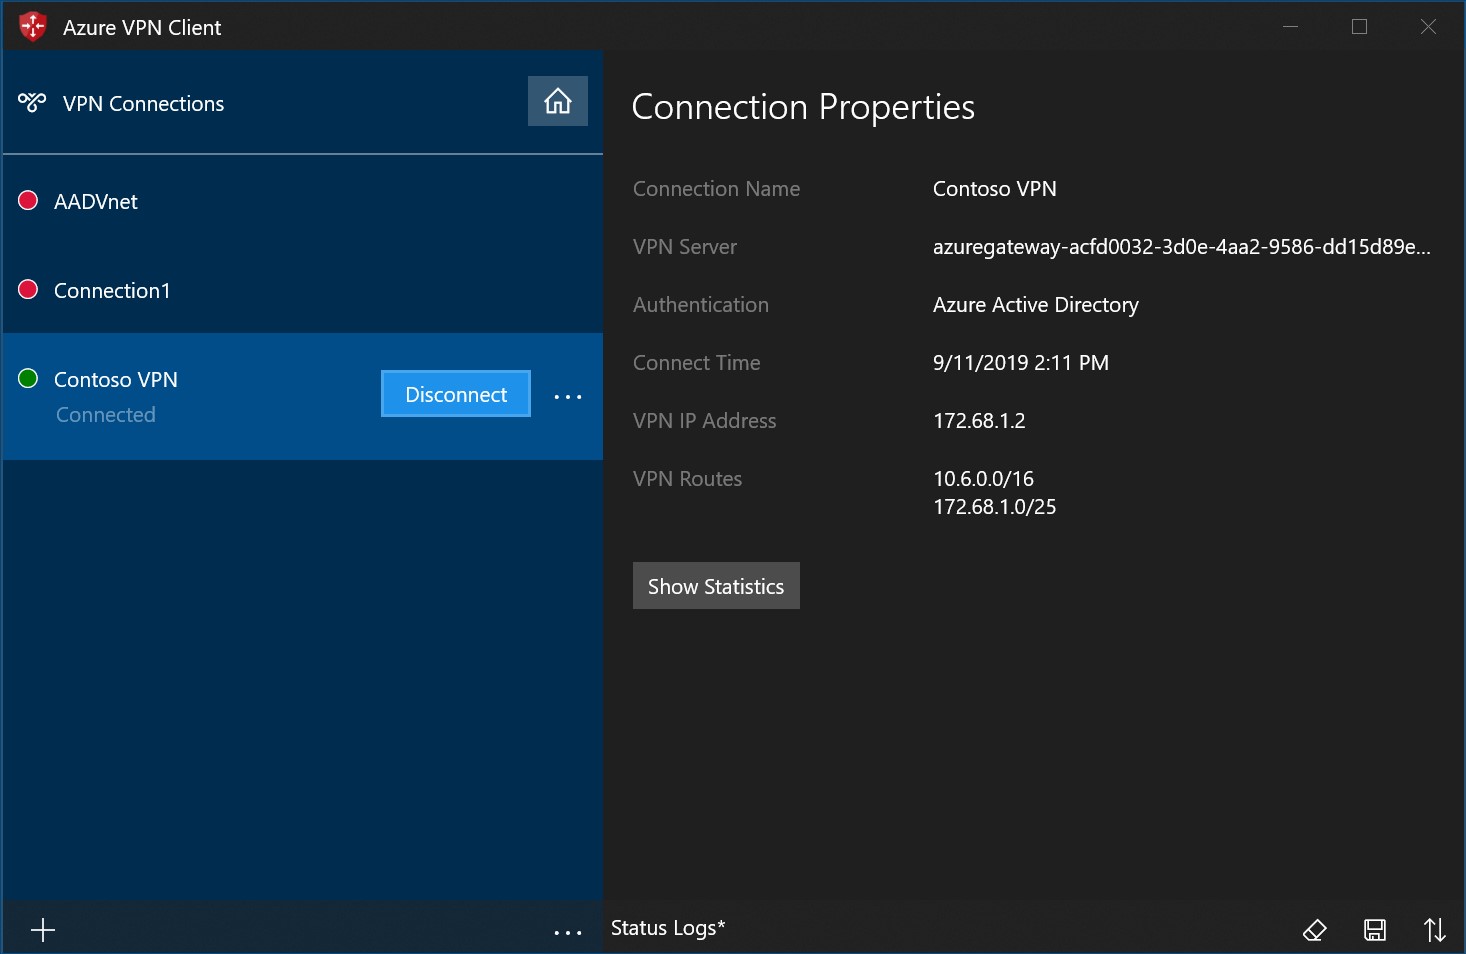 Azure VPN Client
VPN Connections
AADVnet
Connection1
Contoso VPN
Connected
Disconnect
...
Connection Properties
Connection Name Contoso VPN
VPN Server azuregateway-acfd0032-3d0e-4aa2-9586-dd15d89e...
Authentication Azure Active Directory
Connect Time 9/11/2019 2:11 PM
VPN IP Address 172.68.1.2
VPN Routes 10.6.0.0/16
172.68.1.0/25
Show Statistics
...
Status Logs*